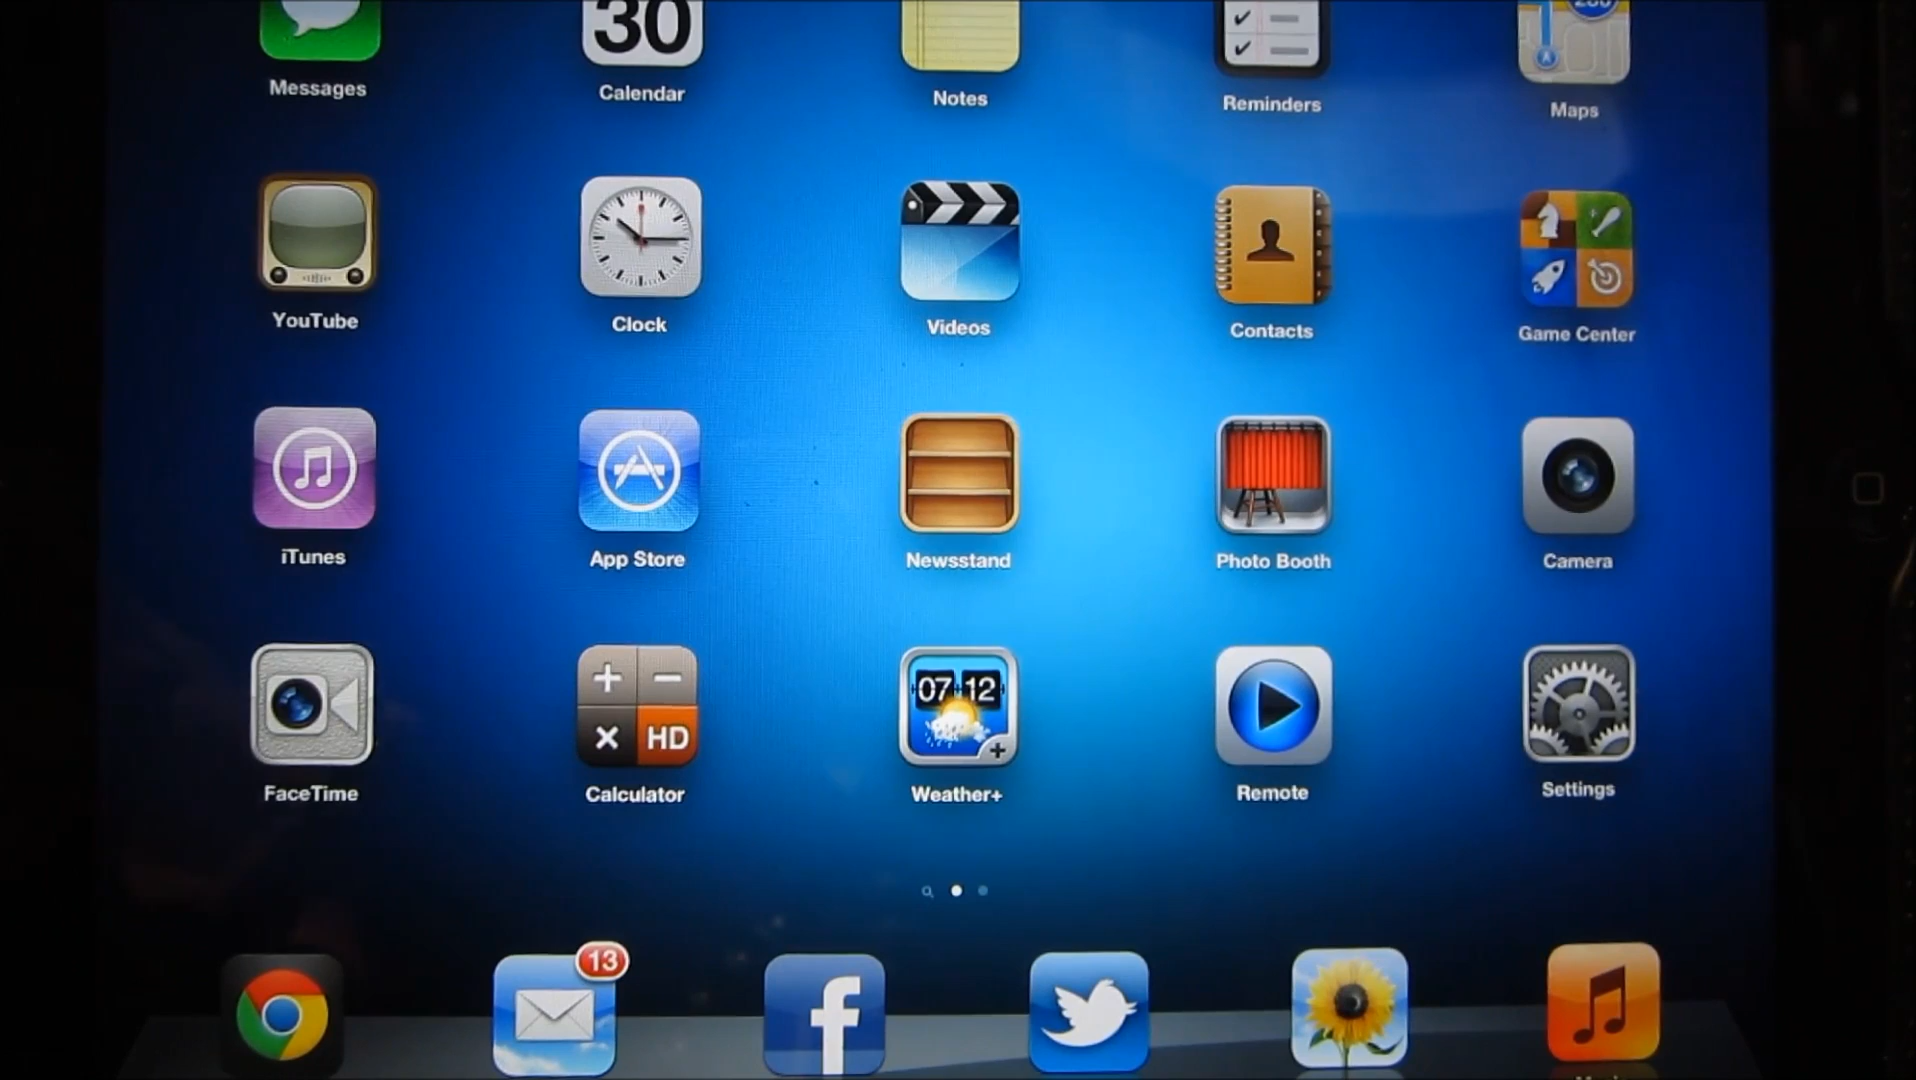 30
280
Messages
Calendar
Notes
Reminders
Maps
YouTube
Clock
Videos
Contacts
Game Center
iTunes
App Store
Newsstand
Photo Booth
Camera
07 12
HD
FaceTime
Calculator
Weather+
Remote
Settings
13